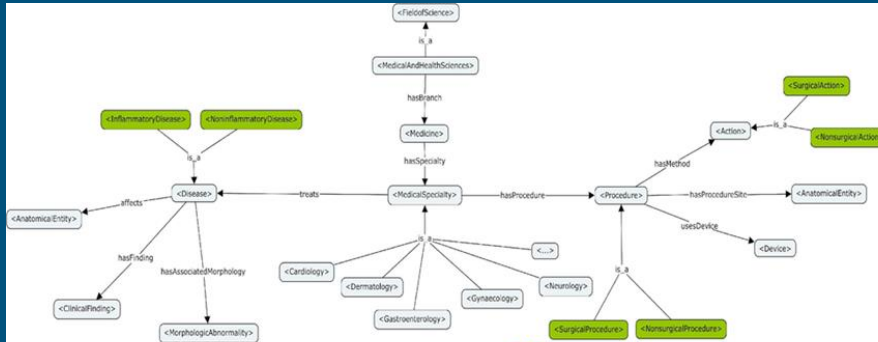 <FieldofScience>
is_a
<MedicalAndHealthSciences>
hasBranch
<Medicine>
hasSpecialty
<InflammatoryDisease>
<NoninflammatoryDisease>
is_a
<Disease>
treats
<MedicalSpecialty>
hasProcedure
<Procedure>
<SurgicalAction>
<Action>
is_a
<NonsurgicalAction>
hasMethod
hasProcedureSite
<AnatomicalEntity>
usesDevice
<Device>
affects
<AnatomicalEntity>
hasFinding
hasAssociatedMorphology
<ClinicalFinding>
<MorphologicAbnormality>
is_a
<....>
<Cardiology>
<Dermatology>
<Gastroenterology>
<Gynaecology>
<Neurology>
is_a
<SurgicalProcedure>
<NonsurgicalProcedure>